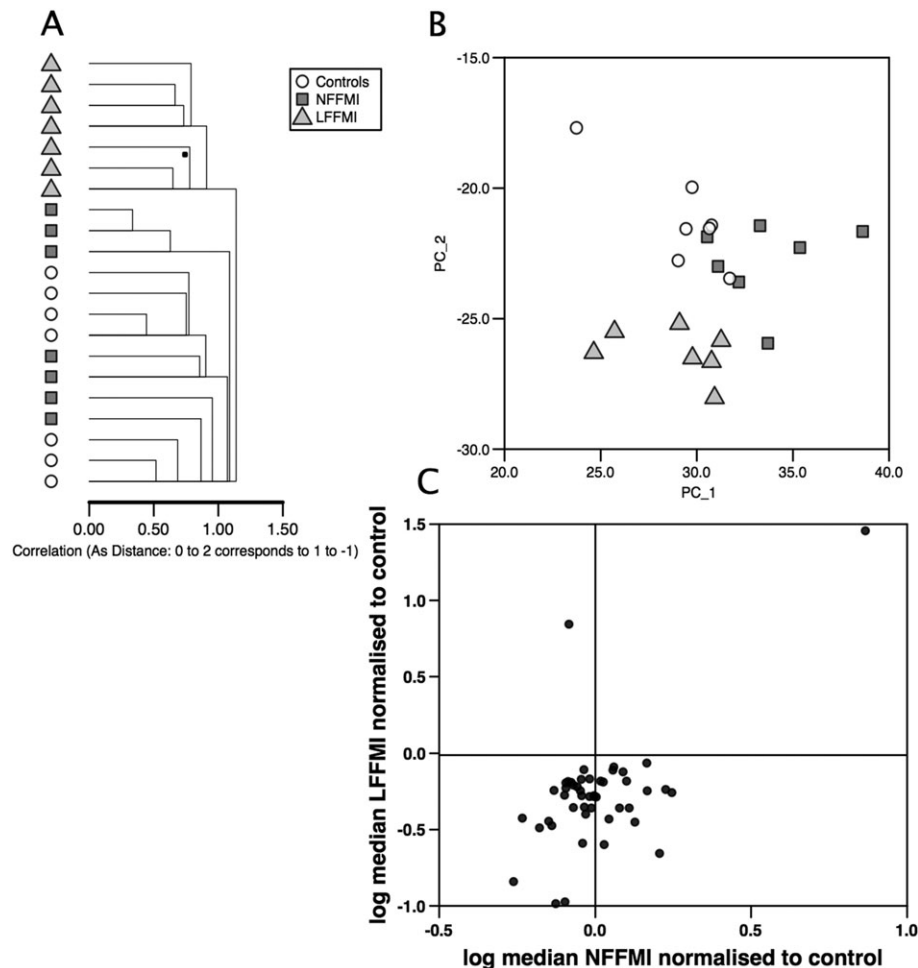 A
Controls
NFFMI
LFFMI
0.00 0.50 1.00 1.50
Correlation (As Distance: 0 to 2 corresponds to 1 to -1)
B
-15.0
-20.0
-25.0
-30.0
PC_2
20.0 25.0 30.0 35.0 40.0
PC_1
C
1.5
1.0
0.5
0.0
-0.5
-1.0
log median LFFMI normalised to control
-0.5 0.0 0.5 1.0
log median NFFMI normalised to control